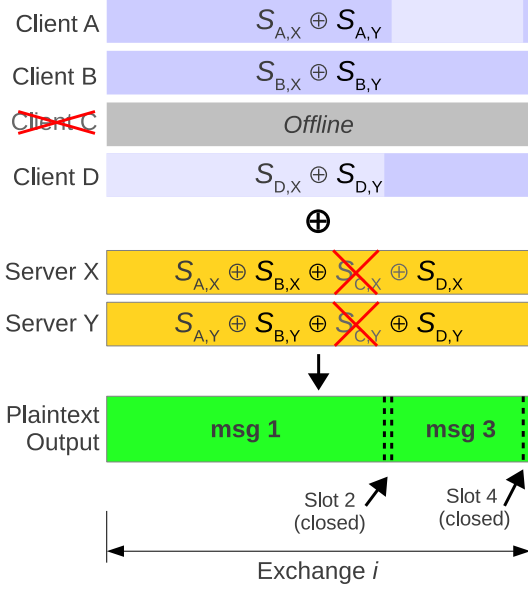 Client A S_A,X ⊕ S_A,Y
Client B S_B,X ⊕ S_B,Y
Client C Offline
Client D S_D,X ⊕ S_D,Y
⊕
Server X S_A,X ⊕ S_B,X ⊕ S_C,X ⊕ S_D,X
Server Y S_A,Y ⊕ S_B,Y ⊕ S_C,Y ⊕ S_D,Y
Plaintext
Output
msg 1 msg 3
Slot 2
(closed)
Slot 4
(closed)
Exchange i